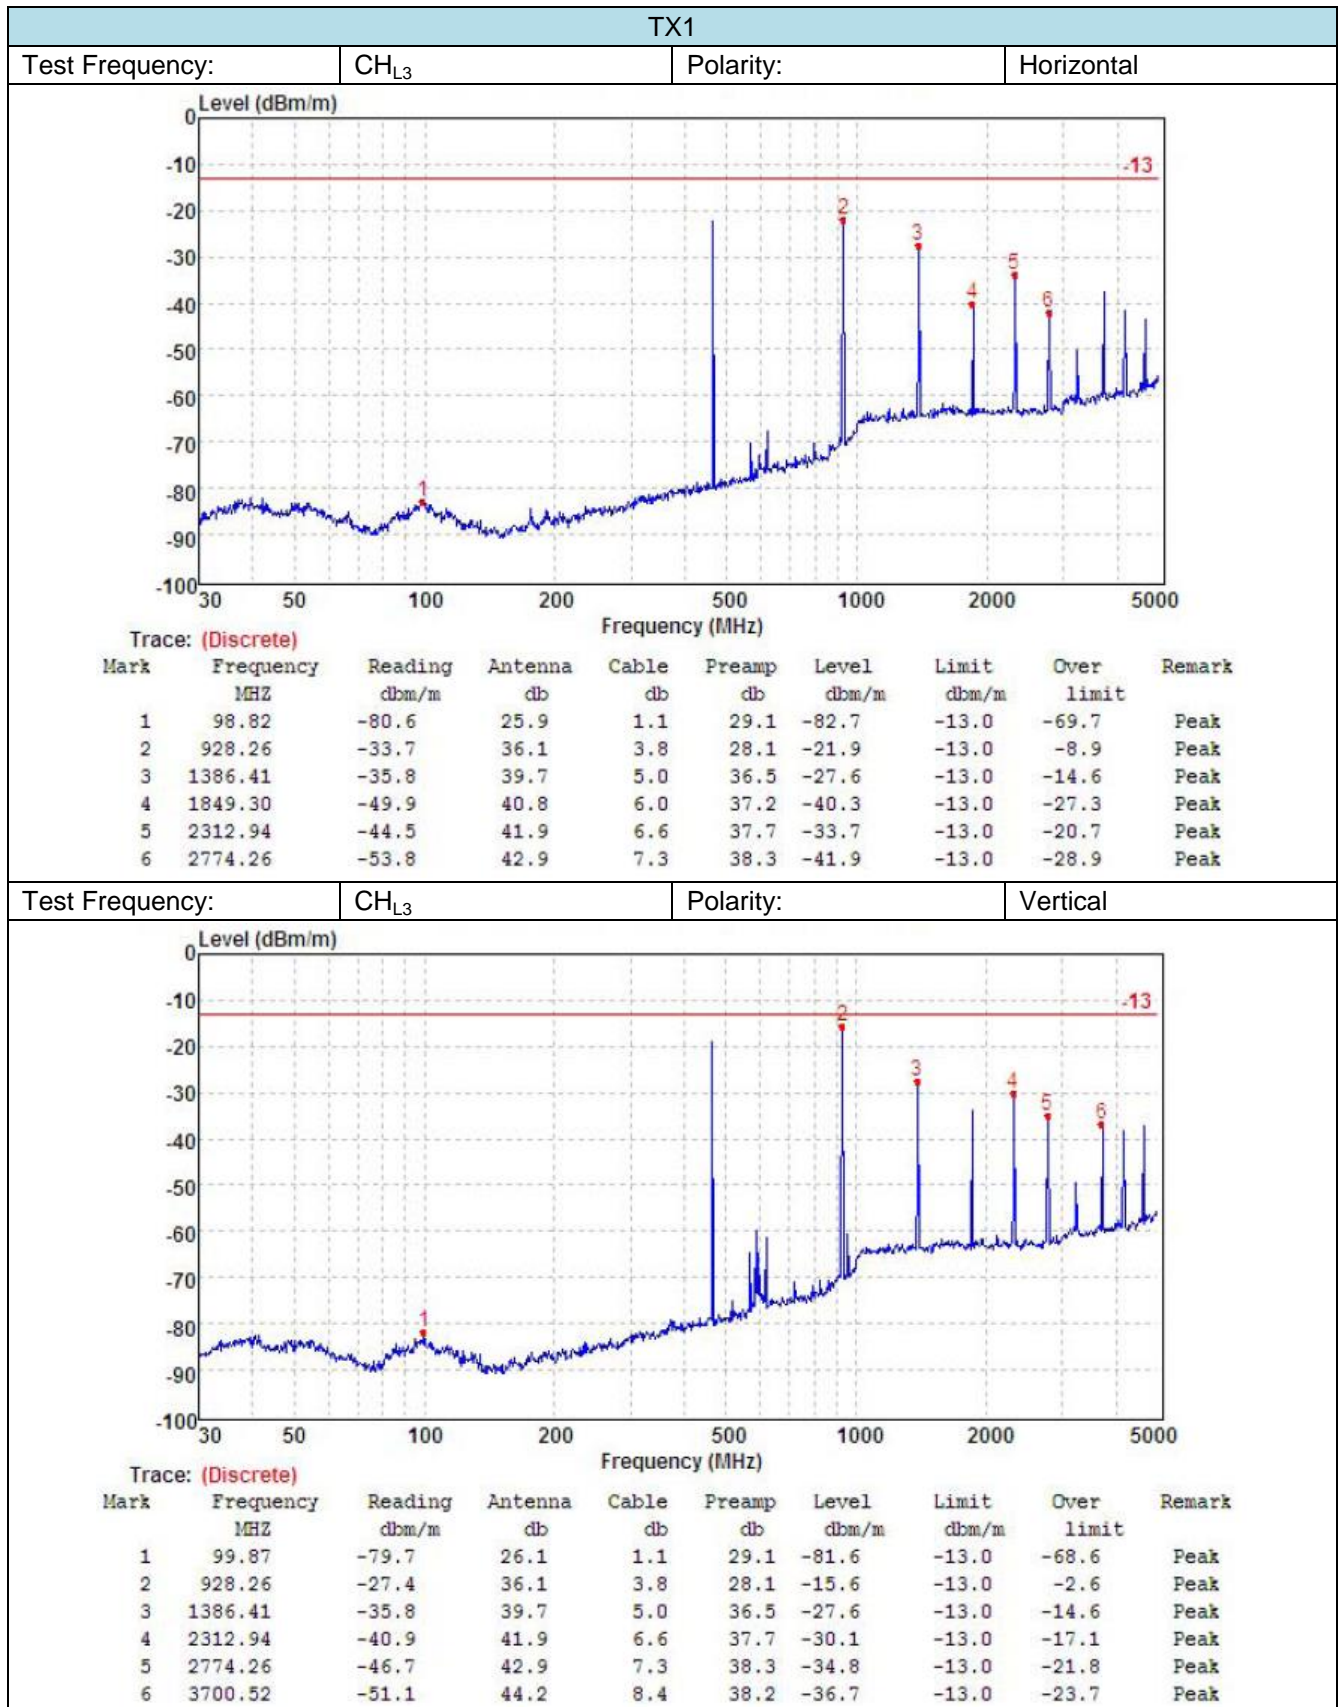 TX1
Test Frequency: CHL3 Polarity: Horizontal
Level (dBm/m)
0
-10
-13
-20
2
3
-30
5
4
6
-40
-50
-60
-70
-80
1
-90
-100
30 50 100 200 500 1000 2000 5000
Frequency (MHz)
Trace: (Discrete)
Mark Frequency Reading Antenna Cable Preamp Level Limit Over Remark
MHZ dbm/m db db db dbm/m dbm/m limit
1 98.82 -80.6 25.9 1.1 29.1 -82.7 -13.0 -69.7 Peak
2 928.26 -33.7 36.1 3.8 28.1 -21.9 -13.0 -8.9 Peak
3 1386.41 -35.8 39.7 5.0 36.5 -27.6 -13.0 -14.6 Peak
4 1849.30 -49.9 40.8 6.0 37.2 -40.3 -13.0 -27.3 Peak
5 2312.94 -44.5 41.9 6.6 37.7 -33.7 -13.0 -20.7 Peak
6 2774.26 -53.8 42.9 7.3 38.3 -41.9 -13.0 -28.9 Peak
Test Frequency: CHL3 Polarity: Vertical
Level (dBm/m)
0
-10
-13
2
-20
3
4
-30
5
6
-40
-50
-60
-70
-80
1
-90
-100
30 50 100 200 500 1000 2000 5000
Frequency (MHz)
Trace: (Discrete)
Mark Frequency Reading Antenna Cable Preamp Level Limit Over Remark
MHZ dbm/m db db db dbm/m dbm/m limit
1 99.87 -79.7 26.1 1.1 29.1 -81.6 -13.0 -68.6 Peak
2 928.26 -27.4 36.1 3.8 28.1 -15.6 -13.0 -2.6 Peak
3 1386.41 -35.8 39.7 5.0 36.5 -27.6 -13.0 -14.6 Peak
4 2312.94 -40.9 41.9 6.6 37.7 -30.1 -13.0 -17.1 Peak
5 2774.26 -46.7 42.9 7.3 38.3 -34.8 -13.0 -21.8 Peak
6 3700.52 -51.1 44.2 8.4 38.2 -36.7 -13.0 -23.7 Peak